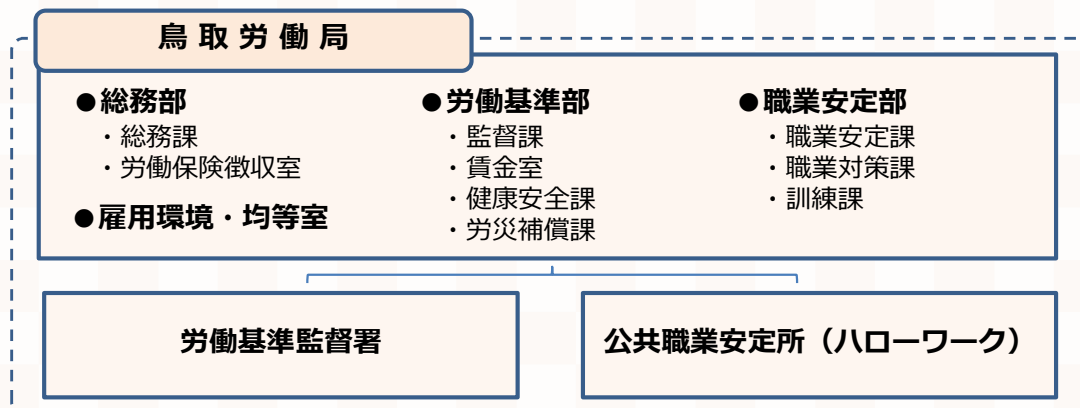 鳥取労働局
●総務部
・総務課
・労働保険徴収室
●雇用環境・均等室
●労働基準部
・監督課
・賃金室
・健康安全課
・労災補償課
●職業安定部
・職業安定課
・職業対策課
・訓練課
労働基準監督署
公共職業安定所（ハローワーク）